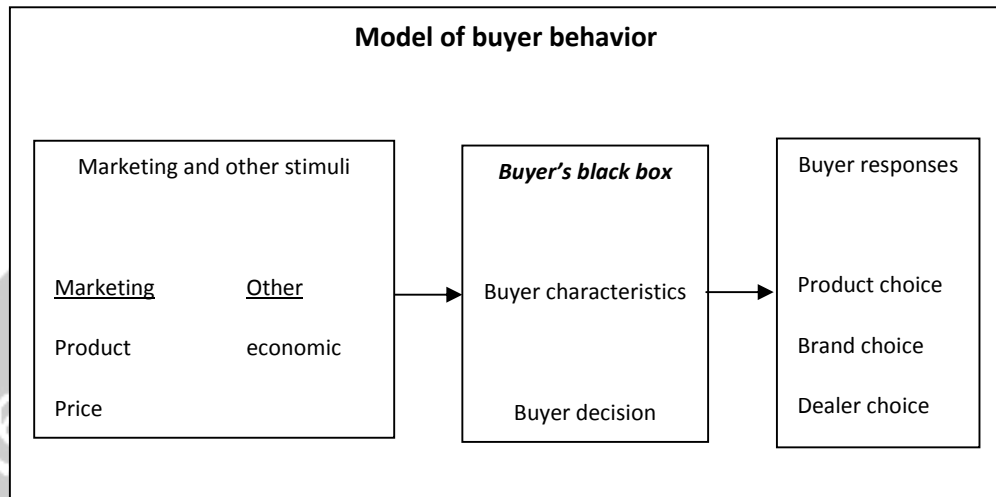 Model of buyer behavior
Marketing and other stimuli
Marketing Other
Product economic
Price
Buyer's black box
Buyer characteristics
Buyer decision
Buyer responses
Product choice
Brand choice
Dealer choice